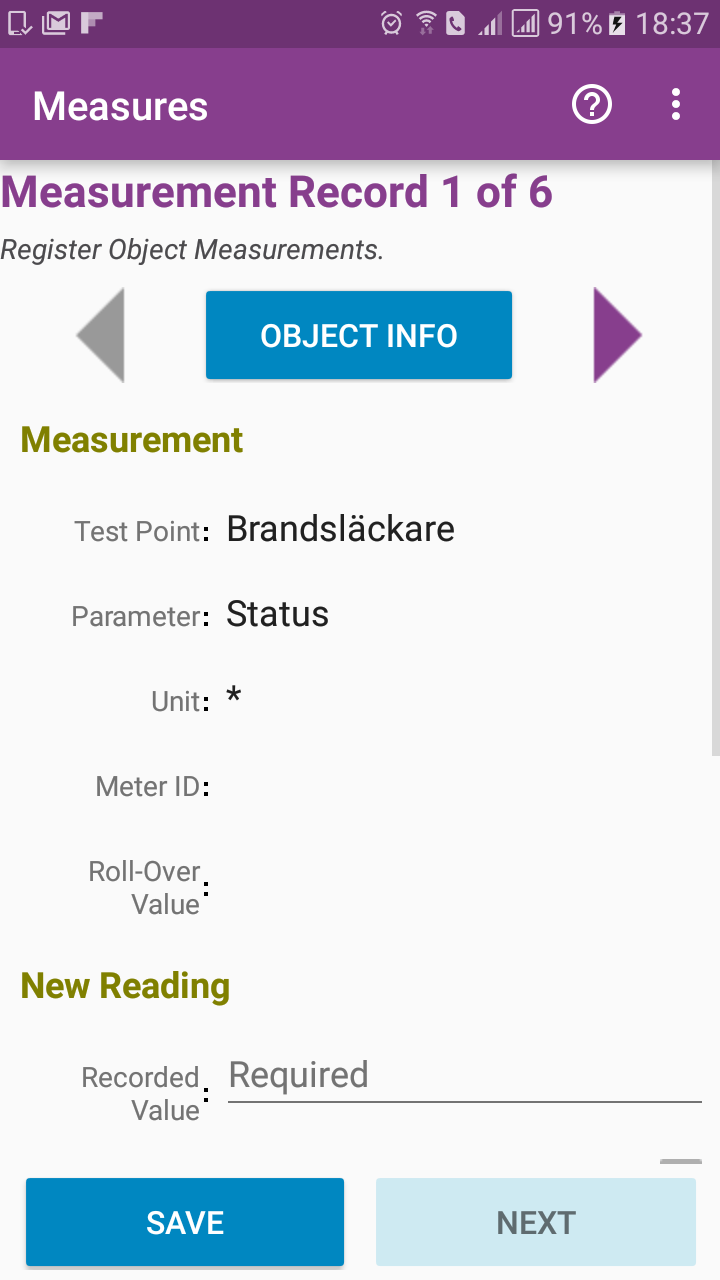 91% 18:37
Measures
Measurement Record 1 of 6
Register Object Measurements.
OBJECT INFO
Measurement
Test Point: Brandsläckare
Parameter: Status
Unit: *
Meter ID:
Roll-Over
Value:
New Reading
Recorded
Value: Required
SAVE NEXT